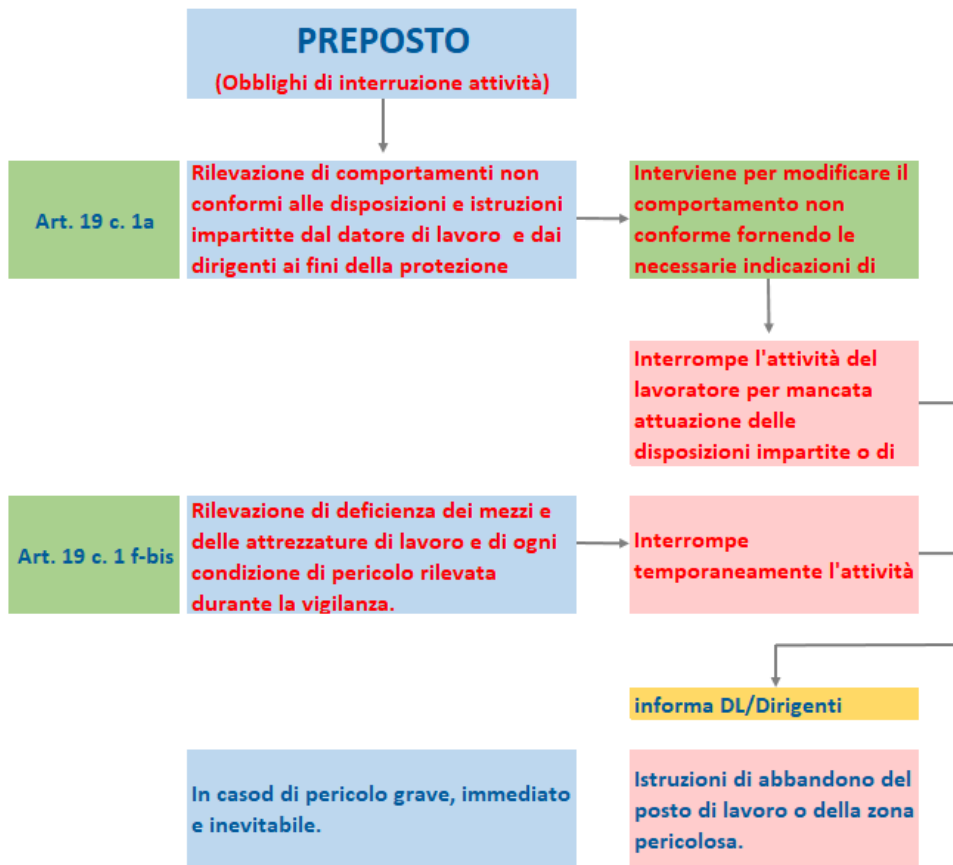 PREPOSTO
(Obblighi di interruzione attività)
Art. 19 c. 1a
Rilevazione di comportamenti non
conformi alle disposizioni e istruzioni
impartitte dal datore di lavoro e dai
dirigenti ai fini della protezione
Interviene per modificare il
comportamento non
conforme fornendo le
necessarie indicazioni di
Interrompe l'attività del
lavoratore per mancata
attuazione delle
disposizioni impartite o di
Art. 19 c. 1 f-bis
Rilevazione di deficienza dei mezzi e
delle attrezzature di lavoro e di ogni
condizione di pericolo rilevata
durante la vigilanza.
Interrompe
temporaneamente l'attività
informa DL/Dirigenti
In casod di pericolo grave, immediato
e inevitabile.
Istruzioni di abbandono del
posto di lavoro o della zona
pericolosa.